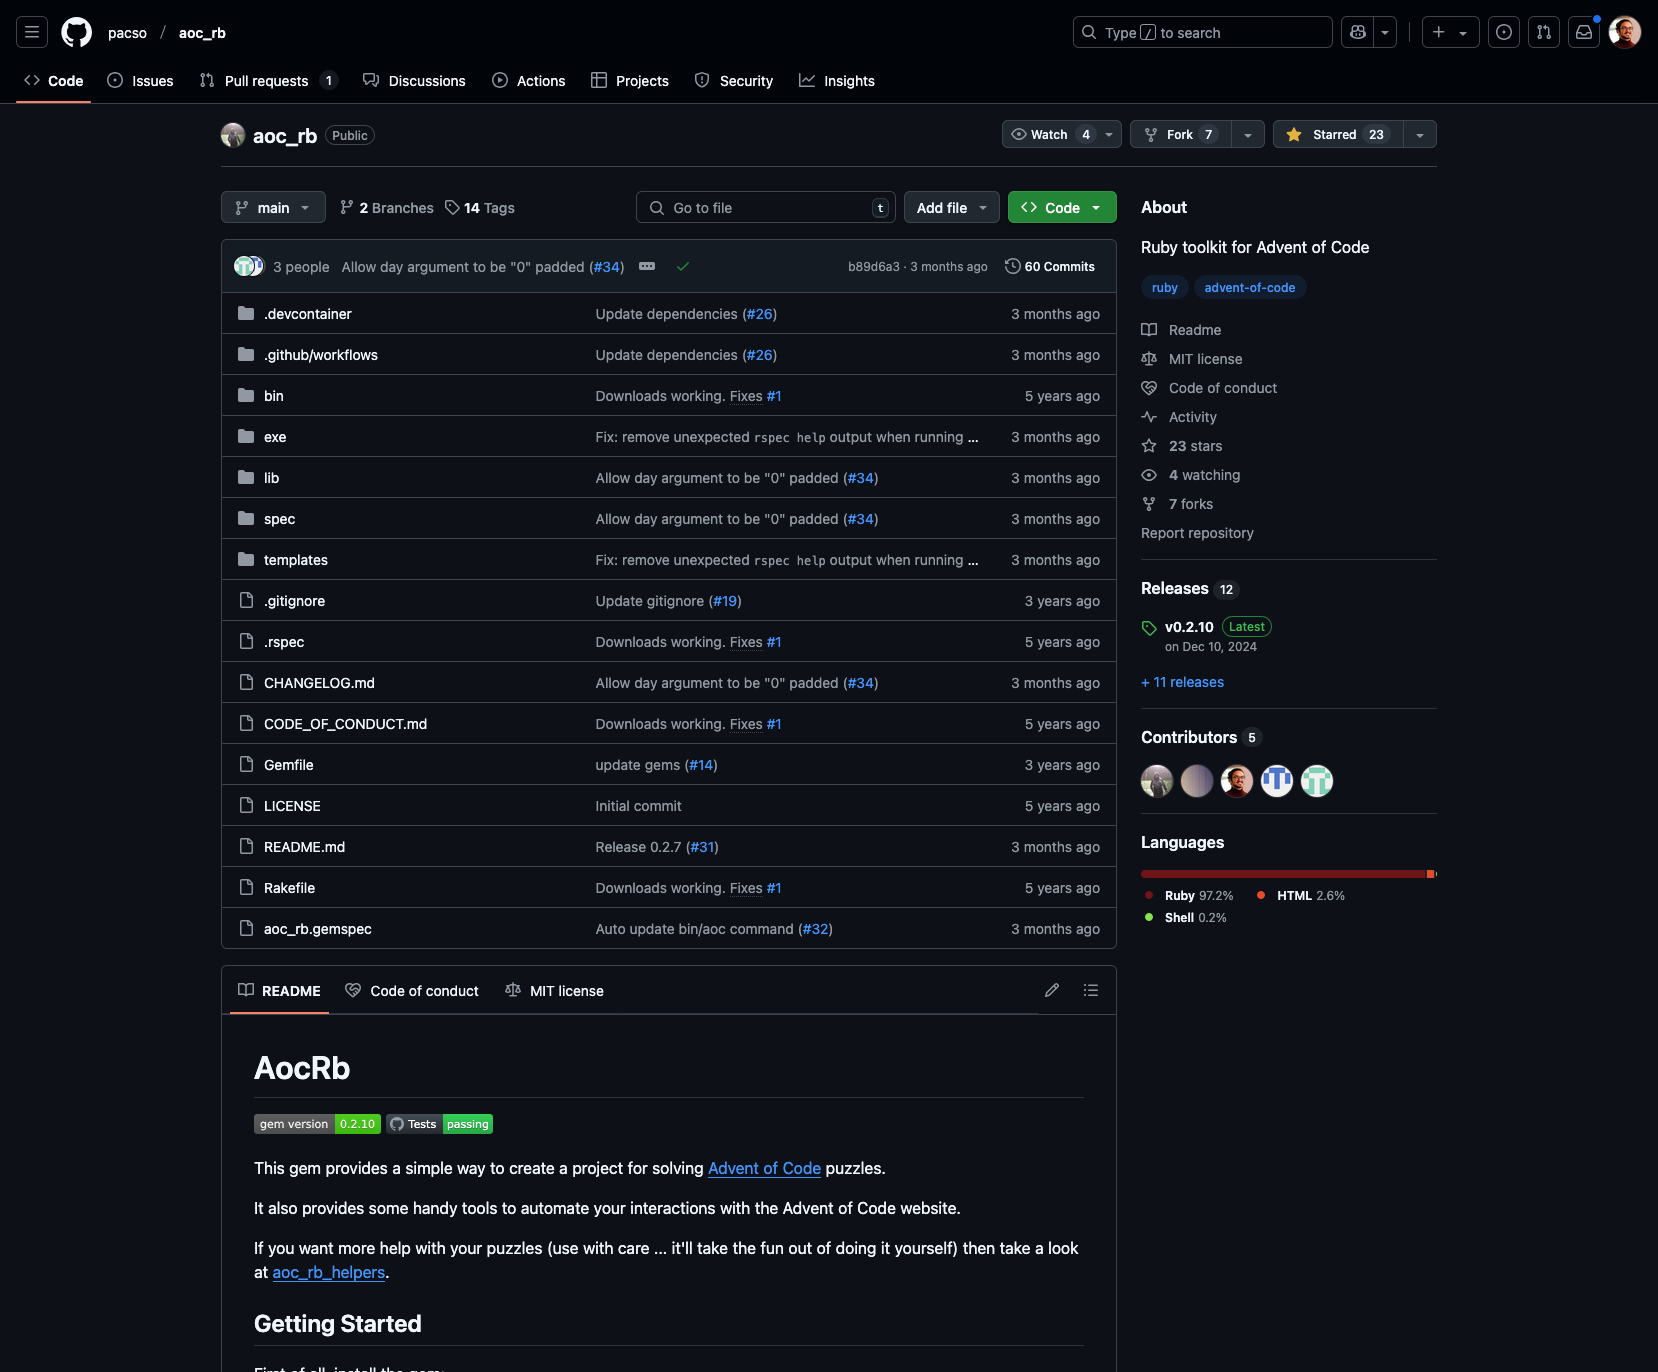 pacso / aoc_rb
Type / to search
Code Issues Pull requests 1 Discussions Actions Projects Security Insights
aoc_rb Public
Watch 4 Fork 7 Starred 23
main 2 Branches 14 Tags Go to file t Add file Code
3 people Allow day argument to be "0" padded (#34) b89d6a3 · 3 months ago 60 Commits
.devcontainer Update dependencies (#26) 3 months ago
.github/workflows Update dependencies (#26) 3 months ago
bin Downloads working. Fixes #1 5 years ago
exe Fix: remove unexpected rspec help output when running ... 3 months ago
lib Allow day argument to be "0" padded (#34) 3 months ago
spec Allow day argument to be "0" padded (#34) 3 months ago
templates Fix: remove unexpected rspec help output when running ... 3 months ago
.gitignore Update gitignore (#19) 3 years ago
.rspec Downloads working. Fixes #1 5 years ago
CHANGELOG.md Allow day argument to be "0" padded (#34) 3 months ago
CODE_OF_CONDUCT.md Downloads working. Fixes #1 5 years ago
Gemfile update gems (#14) 3 years ago
LICENSE Initial commit 5 years ago
README.md Release 0.2.7 (#31) 3 months ago
Rakefile Downloads working. Fixes #1 5 years ago
aoc_rb.gemspec Auto update bin/aoc command (#32) 3 months ago
README Code of conduct MIT license
AocRb
gem version 0.2.10 Tests passing
This gem provides a simple way to create a project for solving Advent of Code puzzles.
It also provides some handy tools to automate your interactions with the Advent of Code website.
If you want more help with your puzzles (use with care ... it'll take the fun out of doing it yourself) then take a look
at aoc_rb_helpers.
Getting Started
First of all, install the gem:
About
Ruby toolkit for Advent of Code
ruby advent-of-code
Readme
MIT license
Code of conduct
Activity
23 stars
4 watching
7 forks
Report repository
Releases 12
v0.2.10 Latest
on Dec 10, 2024
+ 11 releases
Contributors 5
Languages
Ruby 97.2% HTML 2.6%
Shell 0.2%